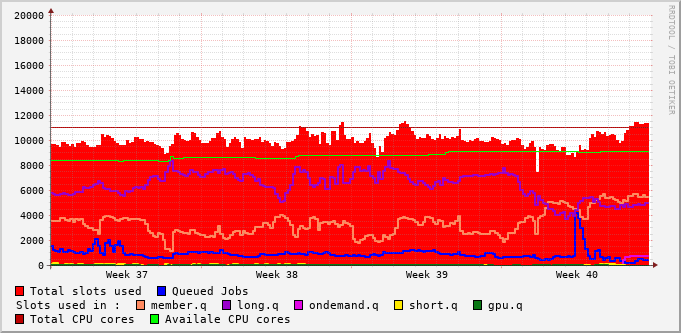 20000
18000
16000
14000
12000
10000
8000
6000
4000
2000
0
Week 37 Week 38 Week 39 Week 40
RRDTOOL / TOBI OETIKER
Total slots used Queued Jobs
Slots used in : member.q long.q ondemand.q short.q gpu.q
Total CPU cores Availale CPU cores